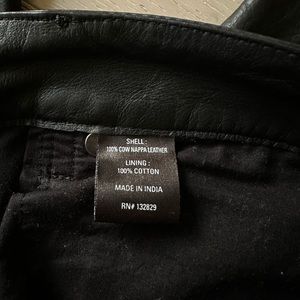 SHELL :
100% COW NAPPA LEATHER
LINING :
100% COTTON
MADE IN INDIA
RN# 132829